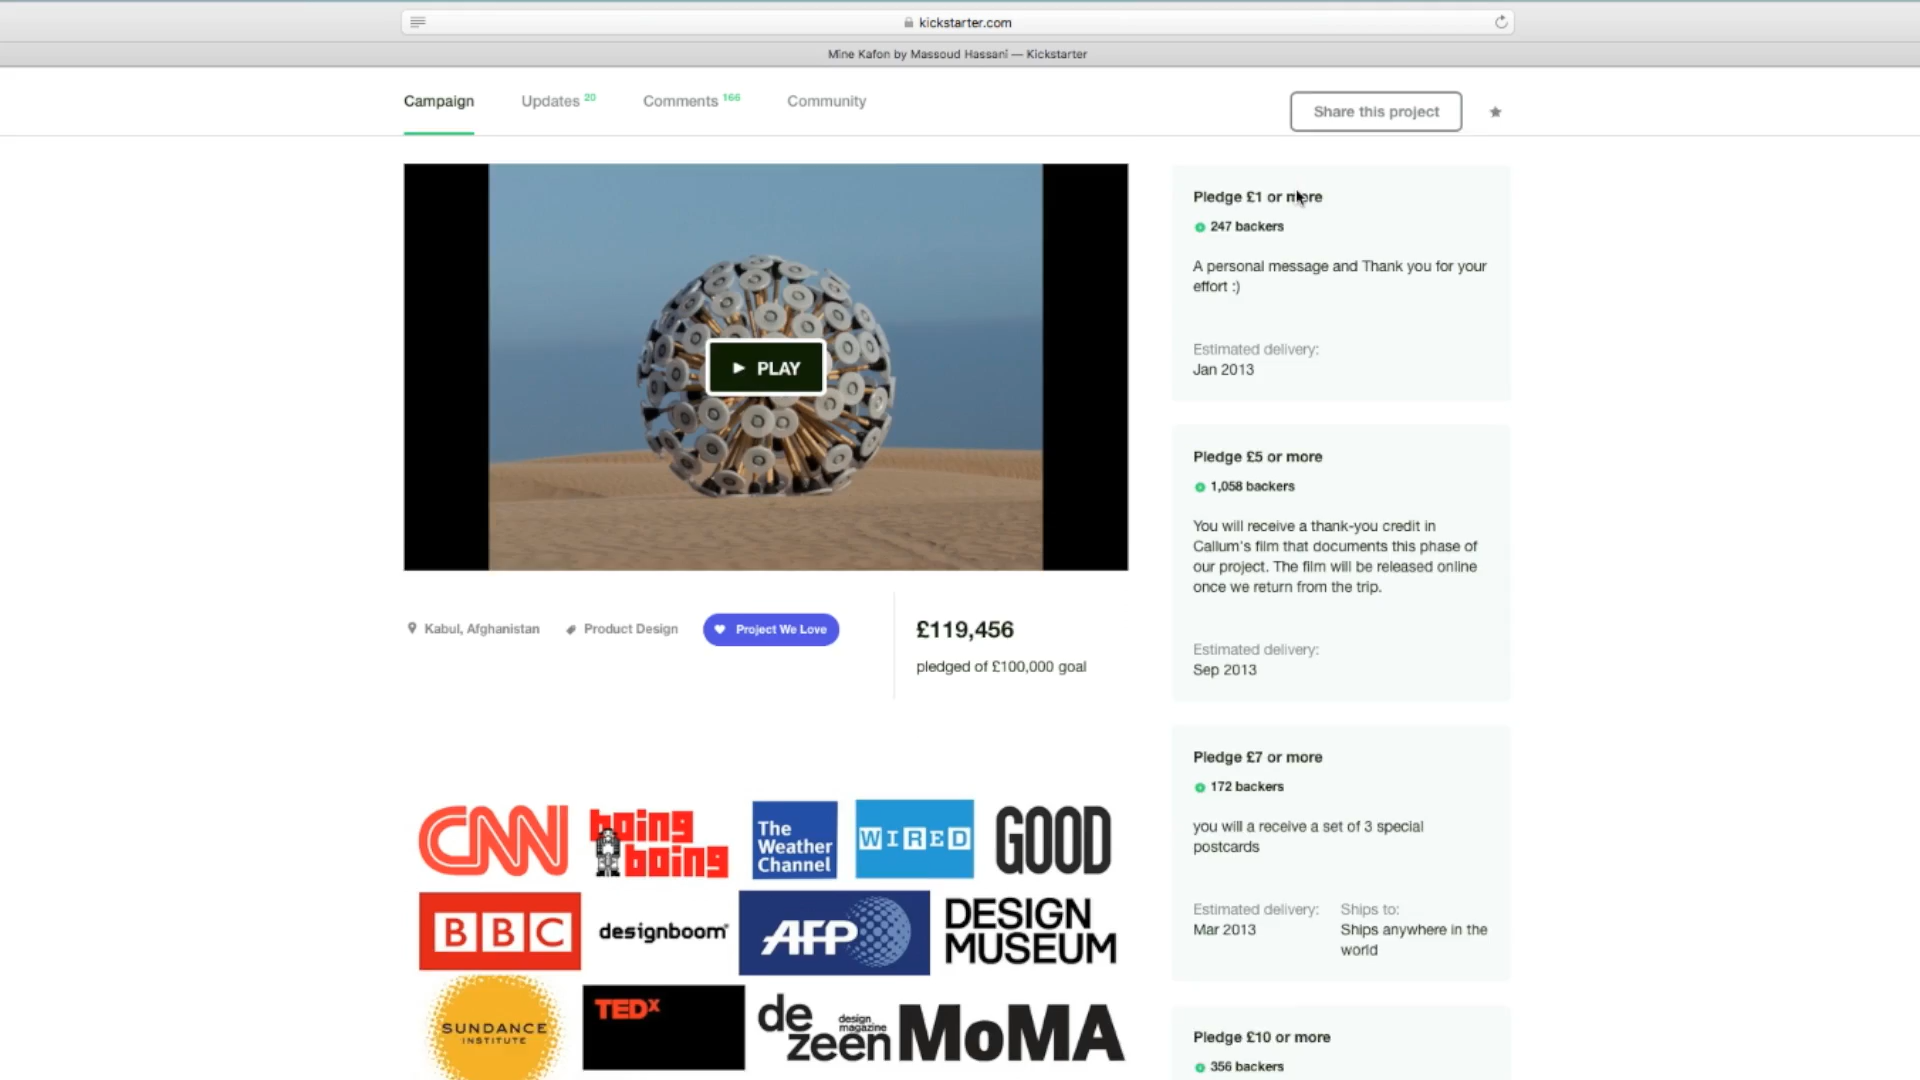 kickstarter.com
Mine Kafon by Massoud Hassani — Kickstarter
Campaign
Updates 20
Comments 166
Community
Share this project
PLAY
Kabul, Afghanistan
Product Design
Project We Love
£119,456
pledged of £100,000 goal
CNN
boing
boing
The
Weather
Channel
WIRED
GOOD
BBC
designboom
AFP
DESIGN
MUSEUM
SUNDANCE
INSTITUTE
TEDx
de
zeen
design
magazine
MoMA
Pledge £1 or more
247 backers
A personal message and Thank you for your
effort :)
Estimated delivery:
Jan 2013
Pledge £5 or more
1,058 backers
You will receive a thank-you credit in
Callum's film that documents this phase of
our project. The film will be released online
once we return from the trip.
Estimated delivery:
Sep 2013
Pledge £7 or more
172 backers
you will a receive a set of 3 special
postcards
Estimated delivery:
Mar 2013
Ships to:
Ships anywhere in the
world
Pledge £10 or more
356 backers